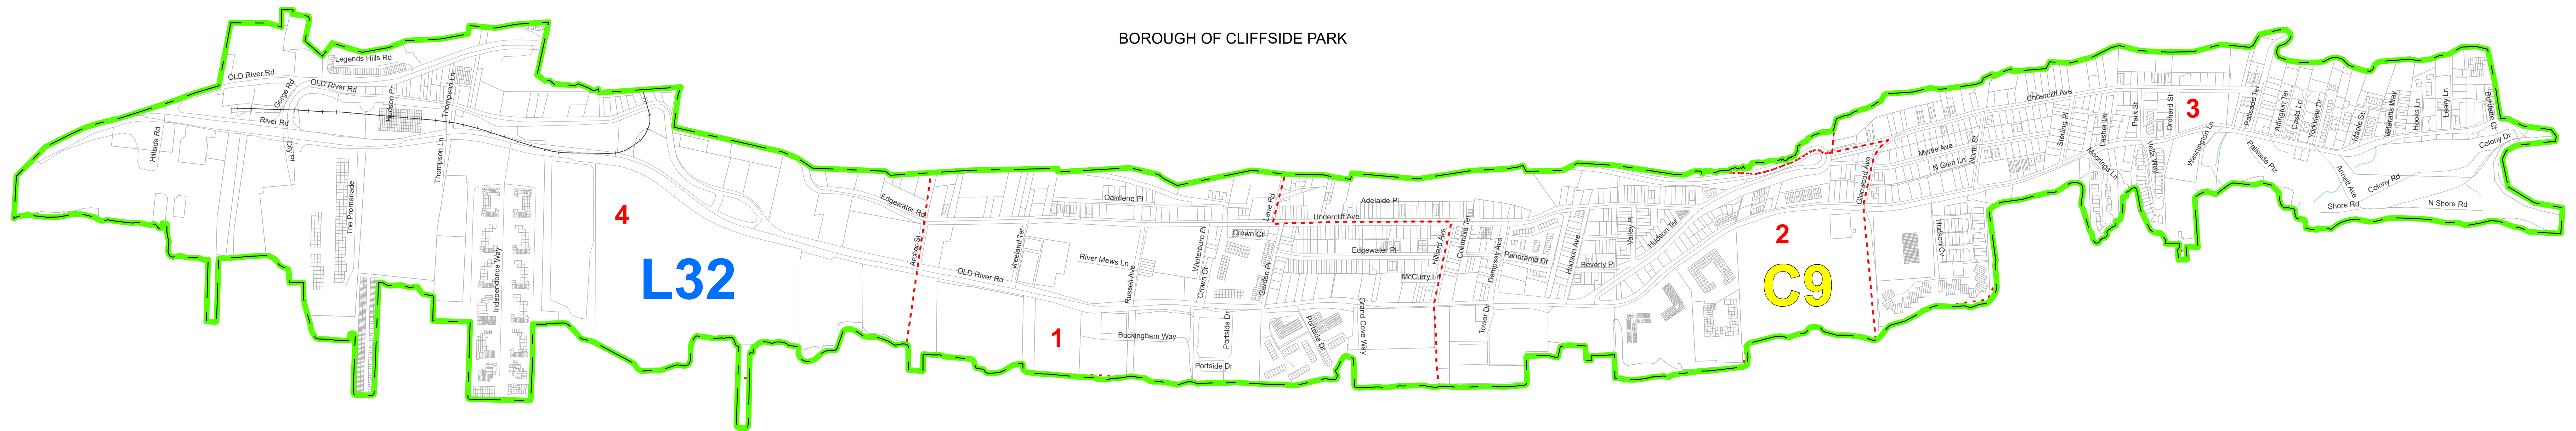 BOROUGH OF CLIFFSIDE PARK
Legends Hills Rd
OLD River Rd
OLD River Rd
Gorge Rd
Hudson Pr
Thompson Ln
River Rd
Hillside Rd
City Pl
The Promenade
Thompson Ln
Independence Way
4
L32
Edgewater Rd
Archer St
OLD River Rd
Vreeland Ter
Oakdene Pl
River Mews Ln
Russell Ave
Winterburn Pl
Crown Ct
Crown Ct
Lane Rd
Garden Pl
1
Buckingham Way
Portside Dr
Portside Dr
Portside Dr
Grand Cove Way
Adelaide Pl
Undercliff Ave
Edgewater Pl
McCurry Ln
Hilliard Ave
Columbia Ter
Dempsey Ave
Panorama Dr
Tower Dr
Hudson Ave
Beverly Pl
Valley Pl
Hudson Ter
2
C9
Glenwood Ave
Myrtle Ave
N Glen Ln
North St
Hudson Cv
Undercliff Ave
Sterling Pl
Lasher Ln
Park St
Orchard St
3
Moorings Ln
Vela Way
Washington Ln
Palisade Ter
Palisade Plz
Arlington Ter
Casta Ln
Yorkview Dr
Maple St
Veterans Way
Hooks Ln
Leary Ln
Burdette Ct
Colony Dr
Annett Ave
Colony Rd
Shore Rd
N Shore Rd